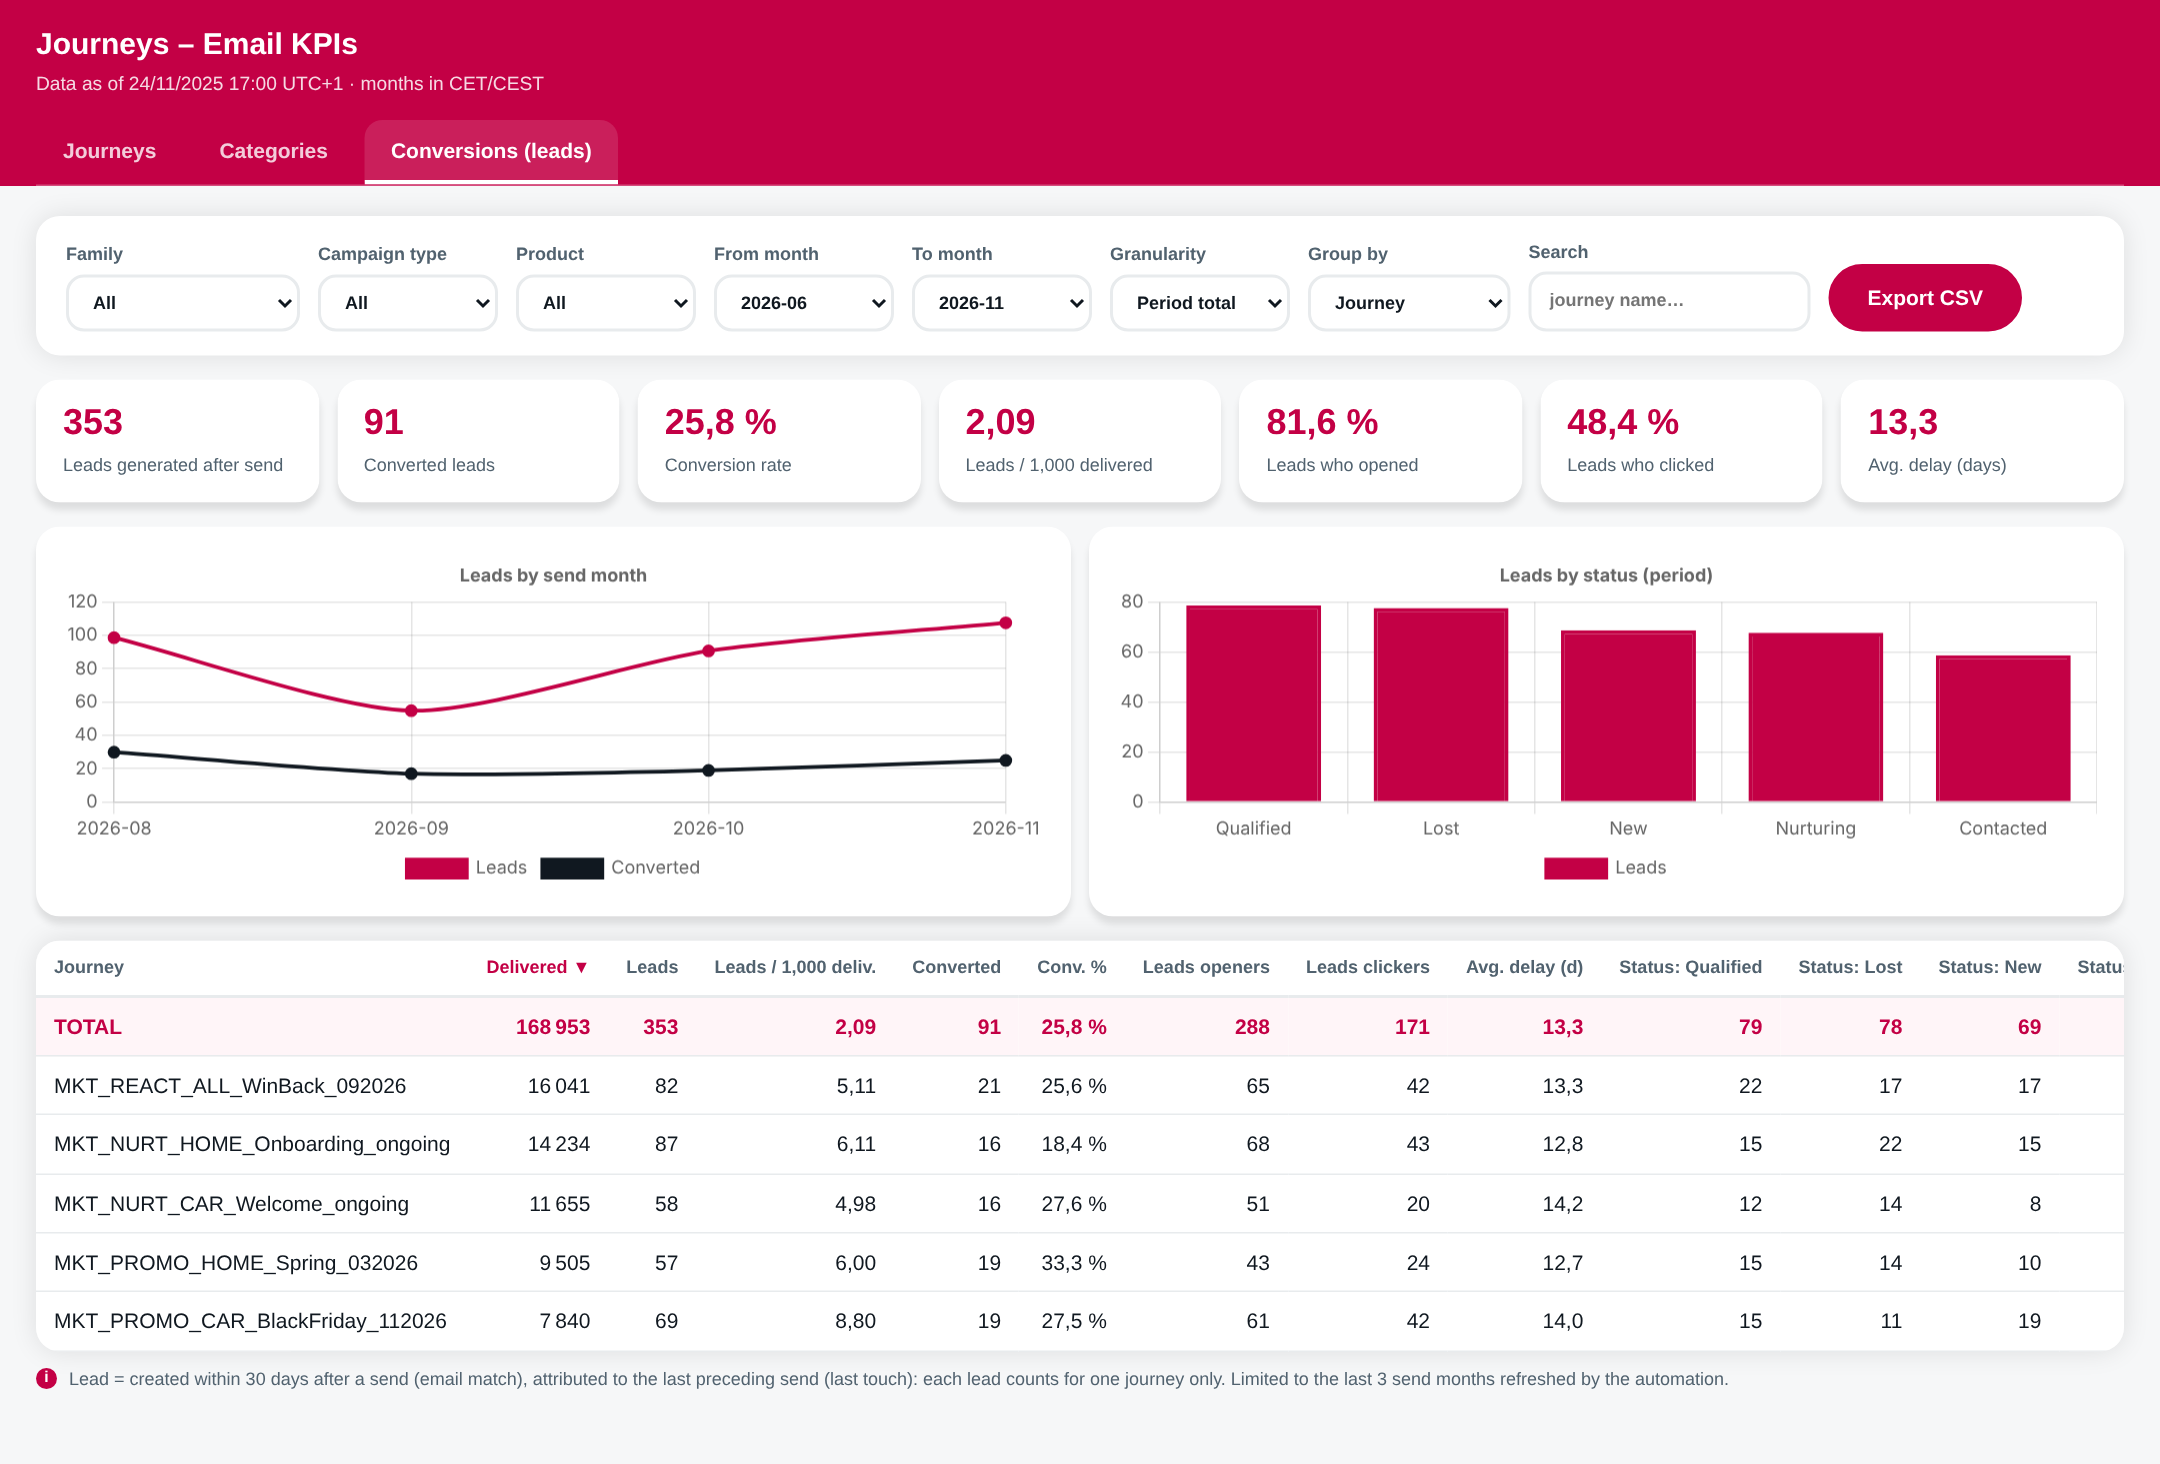 Journeys – Email KPIs
Data as of 24/11/2025 17:00 UTC+1 · months in CET/CEST
Journeys Categories Conversions (leads)
Family Campaign type Product From month To month Granularity Group by Search
All All All 2026-06 2026-11 Period total Journey journey name… Export CSV
353 91 25,8 % 2,09 81,6 % 48,4 % 13,3
Leads generated after send Converted leads Conversion rate Leads / 1,000 delivered Leads who opened Leads who clicked Avg. delay (days)
Leads by send month
120
100
80
60
40
20
0
2026-08 2026-09 2026-10 2026-11
Leads Converted
Leads by status (period)
80
60
40
20
0
Qualified Lost New Nurturing Contacted
Leads
Journey Delivered ▼ Leads Leads / 1,000 deliv. Converted Conv. % Leads openers Leads clickers Avg. delay (d) Status: Qualified Status: Lost Status: New Statu
TOTAL 168 953 353 2,09 91 25,8 % 288 171 13,3 79 78 69
MKT_REACT_ALL_WinBack_092026 16 041 82 5,11 21 25,6 % 65 42 13,3 22 17 17
MKT_NURT_HOME_Onboarding_ongoing 14 234 87 6,11 16 18,4 % 68 43 12,8 15 22 15
MKT_NURT_CAR_Welcome_ongoing 11 655 58 4,98 16 27,6 % 51 20 14,2 12 14 8
MKT_PROMO_HOME_Spring_032026 9 505 57 6,00 19 33,3 % 43 24 12,7 15 14 10
MKT_PROMO_CAR_BlackFriday_112026 7 840 69 8,80 19 27,5 % 61 42 14,0 15 11 19
i Lead = created within 30 days after a send (email match), attributed to the last preceding send (last touch): each lead counts for one journey only. Limited to the last 3 send months refreshed by the automation.